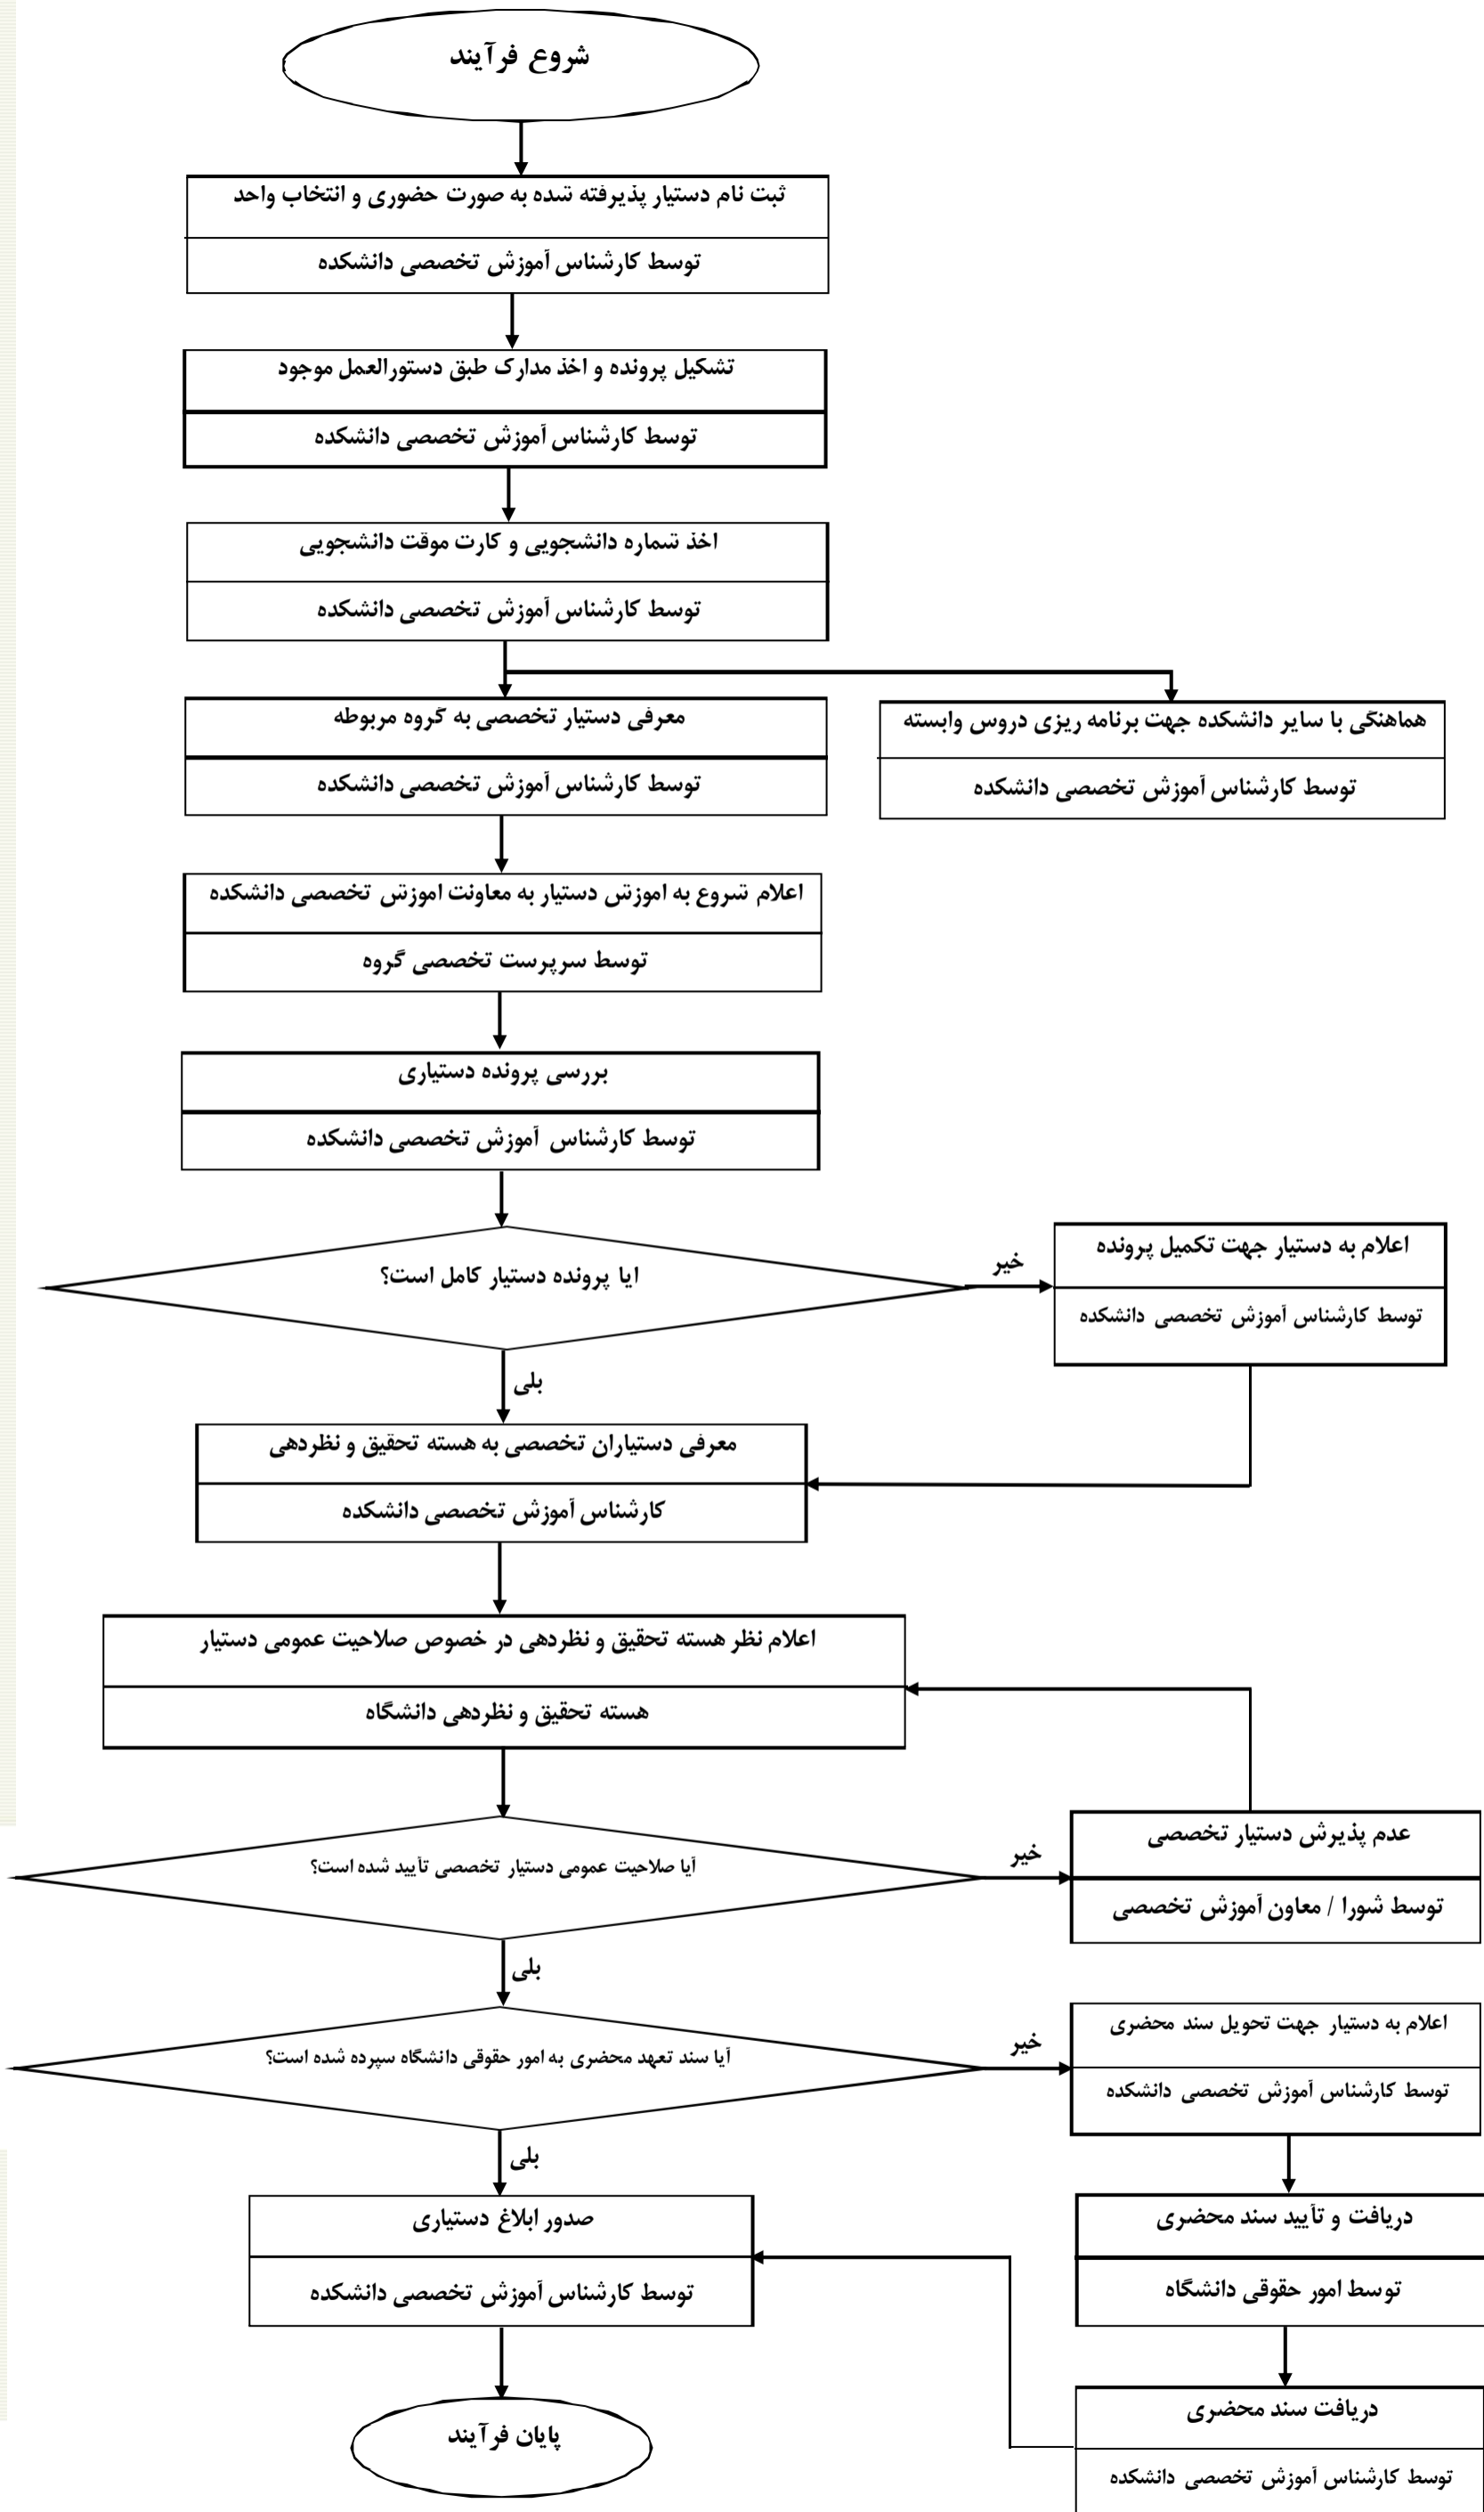 شروع فرآیند
ثبت نام دستیار پذیرفته شده به صورت حضوری و انتخاب واحد
توسط کارشناس آموزش تخصصی دانشکده
تشکیل پرونده و اخذ مدارک طبق دستورالعمل موجود
توسط کارشناس آموزش تخصصی دانشکده
اخذ شماره دانشجویی و کارت موقت دانشجویی
توسط کارشناس آموزش تخصصی دانشکده
هماهنگی با سایر دانشکده جهت برنامه ریزی دروس وابسته
توسط کارشناس آموزش تخصصی دانشکده
معرفی دستیار تخصصی به گروه مربوطه
توسط کارشناس آموزش تخصصی دانشکده
اعلام شروع به اموزش دستیار به معاونت اموزش تخصصی دانشکده
توسط سرپرست تخصصی گروه
بررسی پرونده دستیاری
توسط کارشناس آموزش تخصصی دانشکده
ایا پرونده دستیار کامل است؟
خیر
اعلام به دستیار جهت تکمیل پرونده
توسط کارشناس آموزش تخصصی دانشکده
بلی
معرفی دستیاران تخصصی به هسته تحقیق و نظردهی
کارشناس آموزش تخصصی دانشکده
اعلام نظر هسته تحقیق و نظردهی در خصوص صلاحیت عمومی دستیار
هسته تحقیق و نظردهی دانشگاه
آیا صلاحیت عمومی دستیار تخصصی تأیید شده است؟
خیر
عدم پذیرش دستیار تخصصی
توسط شورا / معاون آموزش تخصصی
بلی
آیا سند تعهد محضری به امور حقوقی دانشگاه سپرده شده است؟
خیر
اعلام به دستیار جهت تحویل سند محضری
توسط کارشناس آموزش تخصصی دانشکده
بلی
دریافت و تأیید سند محضری
توسط امور حقوقی دانشگاه
صدور ابلاغ دستیاری
توسط کارشناس آموزش تخصصی دانشکده
دریافت سند محضری
توسط کارشناس آموزش تخصصی دانشکده
پایان فرآیند